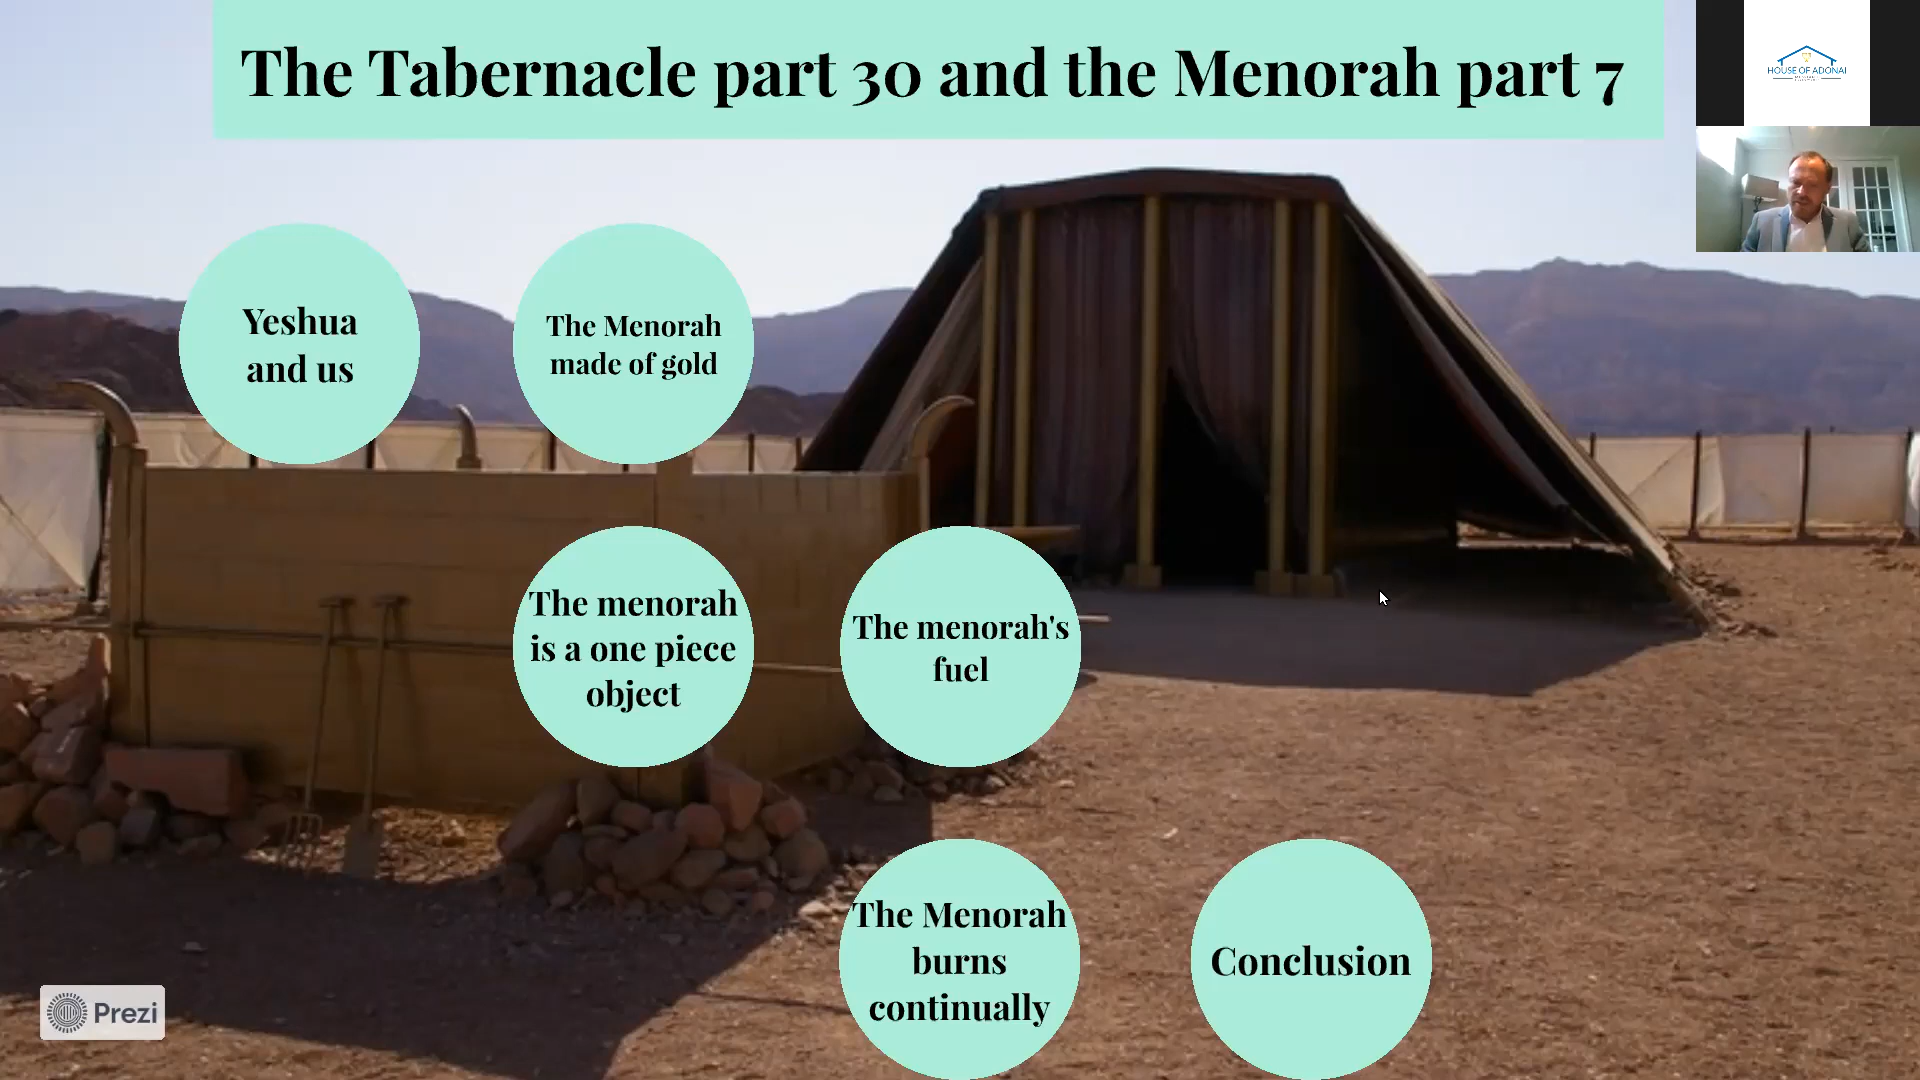 The Tabernacle part 30 and the Menorah part 7
HOUSE OF ADONAI
Yeshua
and us
The Menorah
made of gold
The menorah
is a one piece
object
The menorah's
fuel
The Menorah
burns
continually
Conclusion
Prezi